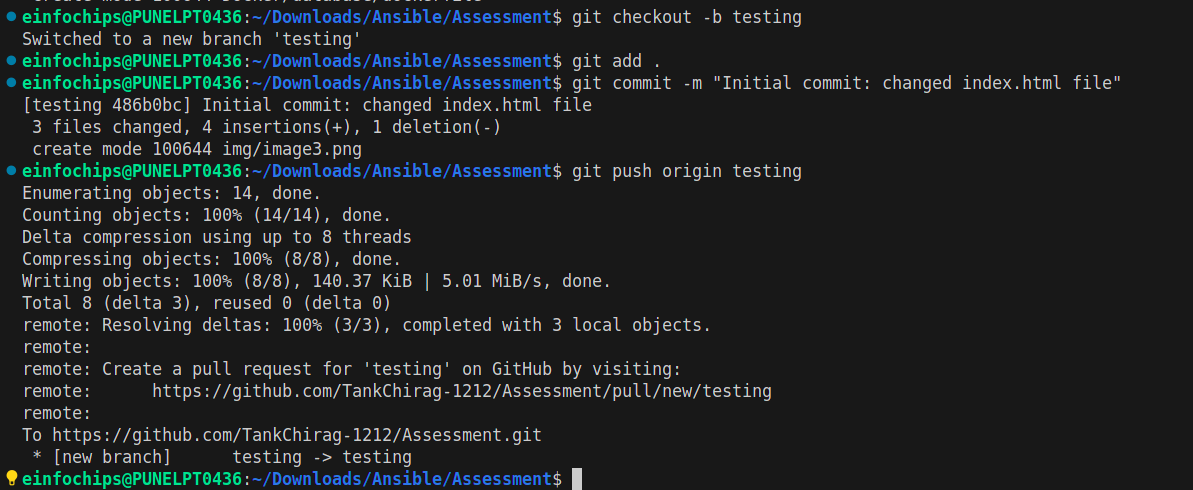 einfochips@PUNELPT0436:~/Downloads/Ansible/Assessment$ git checkout -b testing
Switched to a new branch 'testing'
einfochips@PUNELPT0436:~/Downloads/Ansible/Assessment$ git add .
einfochips@PUNELPT0436:~/Downloads/Ansible/Assessment$ git commit -m "Initial commit: changed index.html file"
[testing 486b0bc] Initial commit: changed index.html file
 3 files changed, 4 insertions(+), 1 deletion(-)
 create mode 100644 img/image3.png
einfochips@PUNELPT0436:~/Downloads/Ansible/Assessment$ git push origin testing
Enumerating objects: 14, done.
Counting objects: 100% (14/14), done.
Delta compression using up to 8 threads
Compressing objects: 100% (8/8), done.
Writing objects: 100% (8/8), 140.37 KiB | 5.01 MiB/s, done.
Total 8 (delta 3), reused 0 (delta 0)
remote: Resolving deltas: 100% (3/3), completed with 3 local objects.
remote:
remote: Create a pull request for 'testing' on GitHub by visiting:
remote:      https://github.com/TankChirag-1212/Assessment/pull/new/testing
remote:
To https://github.com/TankChirag-1212/Assessment.git
 * [new branch]      testing -> testing
einfochips@PUNELPT0436:~/Downloads/Ansible/Assessment$